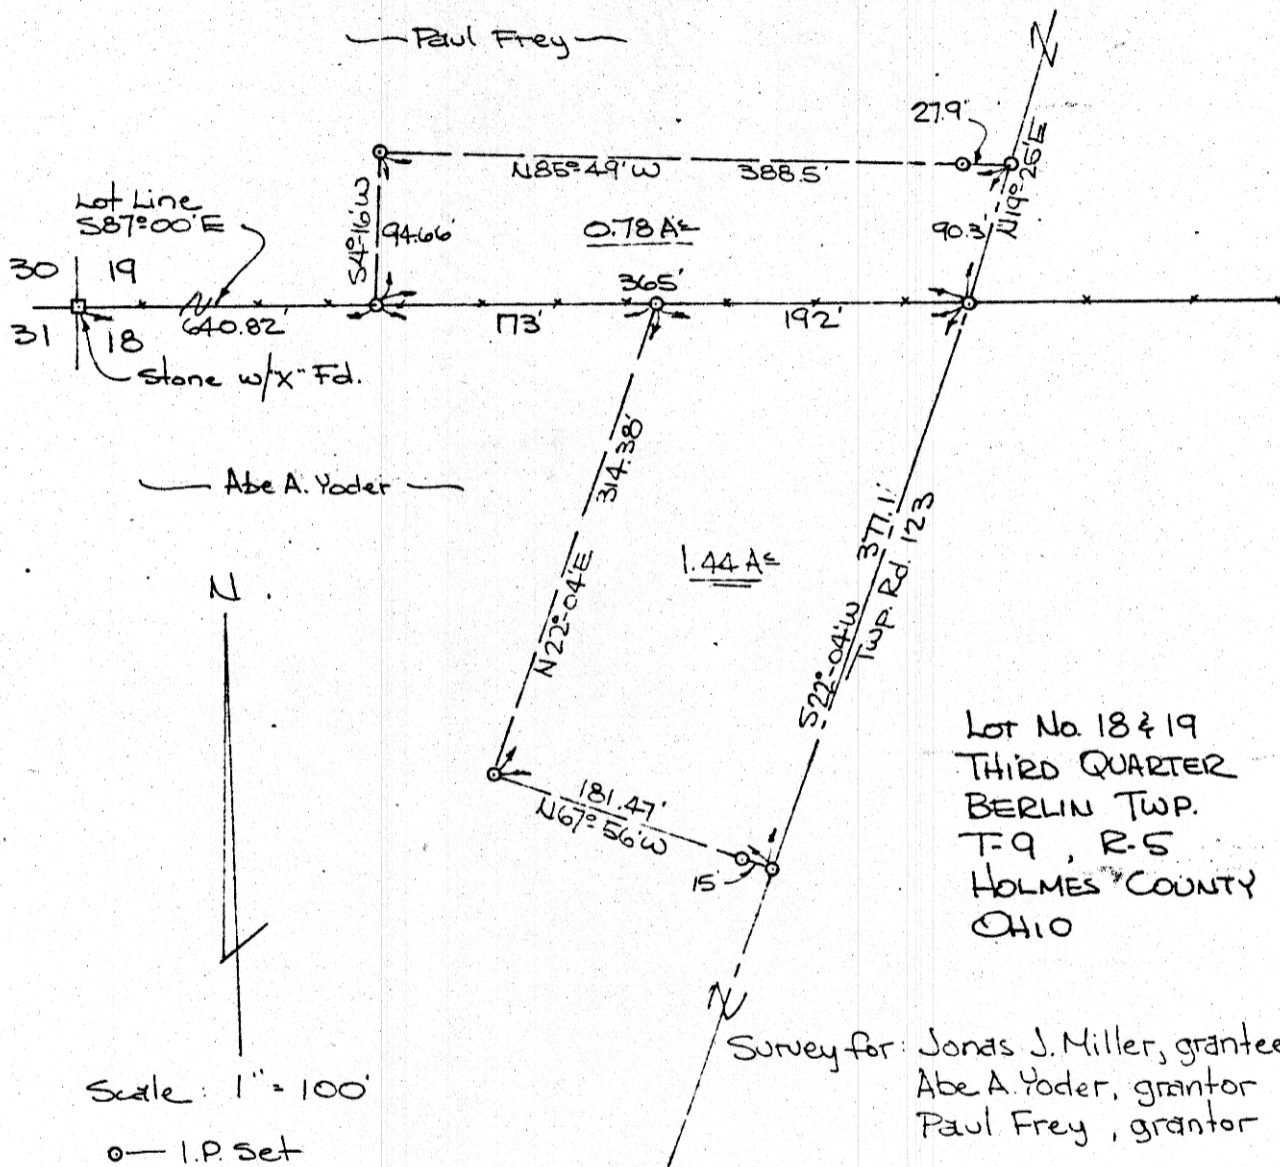 Paul Frey
N
27.9'
N85°-49'W 388.5'
N19°-26'E
90.3'
Lot Line
S87°00'E
S4°-16'W
94.66'
0.78 Ac
30 19
31 18
640.82'
365'
173'
192'
Stone w/"X" Fd.
Abe A. Yoder
314.38'
N22°-04'E
1.44 Ac
377.1'
S22°-04'W
Twp. Rd. 123
N
181.47'
N67°-56'W
15'
Lot No. 18 & 19
THIRD QUARTER
BERLIN TWP.
T-9, R-5
HOLMES COUNTY
OHIO
Survey for: Jonas J. Miller, grantee
Abe A. Yoder, grantor
Paul Frey, grantor
Scale: 1" = 100'
I.P. Set